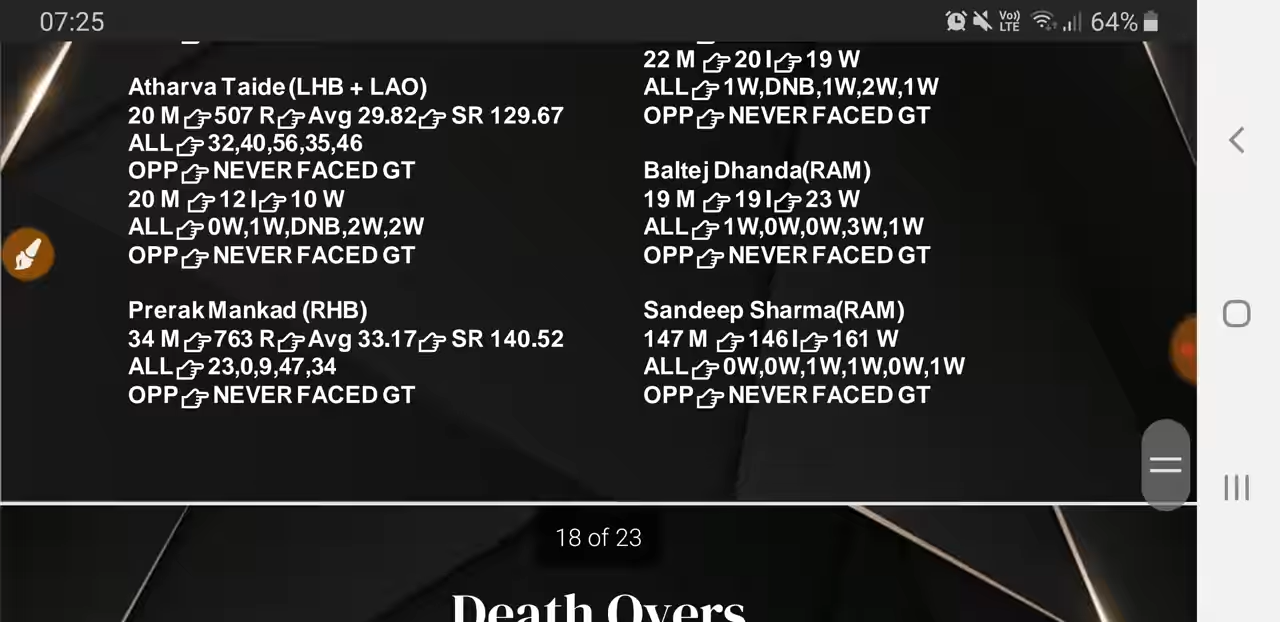 07:25
Vo)) LTE 64%
Atharva Taide (LHB + LAO)
20 M👉507 R👉Avg 29.82👉 SR 129.67
ALL👉32,40,56,35,46
OPP👉NEVER FACED GT
20 M 👉12 I👉10 W
ALL👉0W,1W,DNB,2W,2W
OPP👉NEVER FACED GT
Prerak Mankad (RHB)
34 M👉763 R👉Avg 33.17👉 SR 140.52
ALL👉23,0,9,47,34
OPP👉NEVER FACED GT
22 M 👉20 I👉19 W
ALL👉1W,DNB,1W,2W,1W
OPP👉NEVER FACED GT
Baltej Dhanda(RAM)
19 M 👉19 I👉23 W
ALL👉1W,0W,0W,3W,1W
OPP👉NEVER FACED GT
Sandeep Sharma(RAM)
147 M 👉146 I👉161 W
ALL👉0W,0W,1W,1W,0W,1W
OPP👉NEVER FACED GT
18 of 23
Death Overs